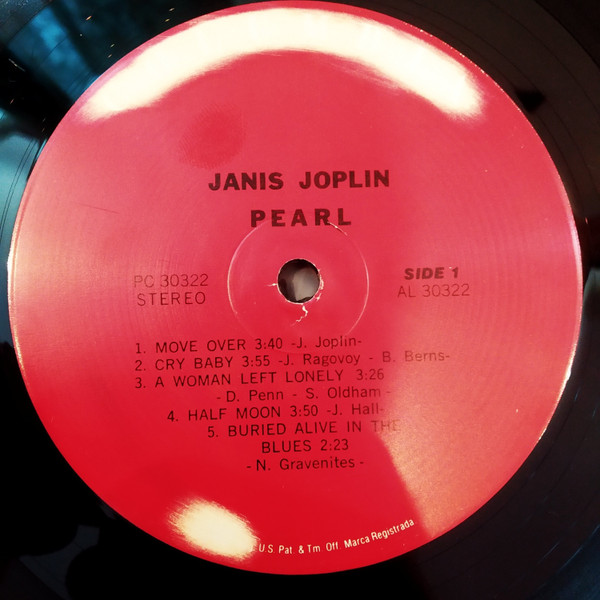 JANIS JOPLIN
PEARL
PC 30322
STEREO
SIDE 1
AL 30322
1. MOVE OVER 3:40 -J. Joplin-
2. CRY BABY 3:55 -J. Ragovoy - B. Berns-
3. A WOMAN LEFT LONELY 3:26
- D. Penn - S. Oldham -
4. HALF MOON 3:50 -J. Hall-
5. BURIED ALIVE IN THE
BLUES 2:23
- N. Gravenites -
U.S. Pat. & Tm. Off. Marca Registrada